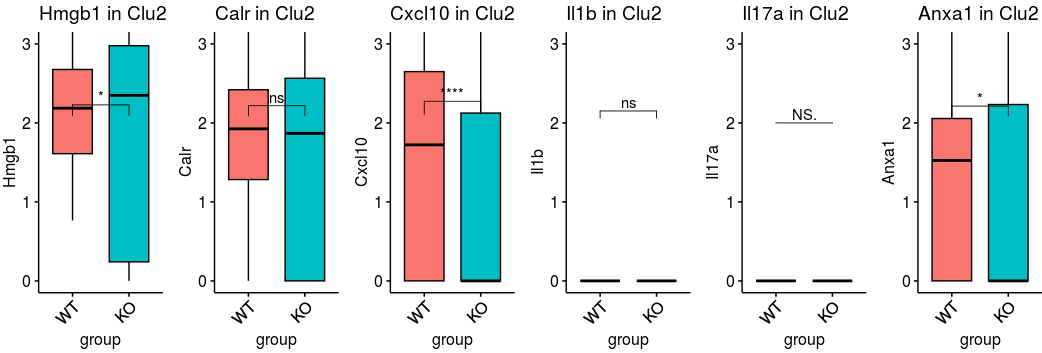 Hmgb1 in Clu2
Calr in Clu2
Cxcl10 in Clu2
Il1b in Clu2
Il17a in Clu2
Anxa1 in Clu2
Hmgb1
3
2
1
0
*
WT
KO
group
Calr
3
2
1
0
ns
WT
KO
group
Cxcl10
3
2
1
0
****
WT
KO
group
Il1b
3
2
1
0
ns
WT
KO
group
Il17a
3
2
1
0
NS.
WT
KO
group
Anxa1
3
2
1
0
*
WT
KO
group